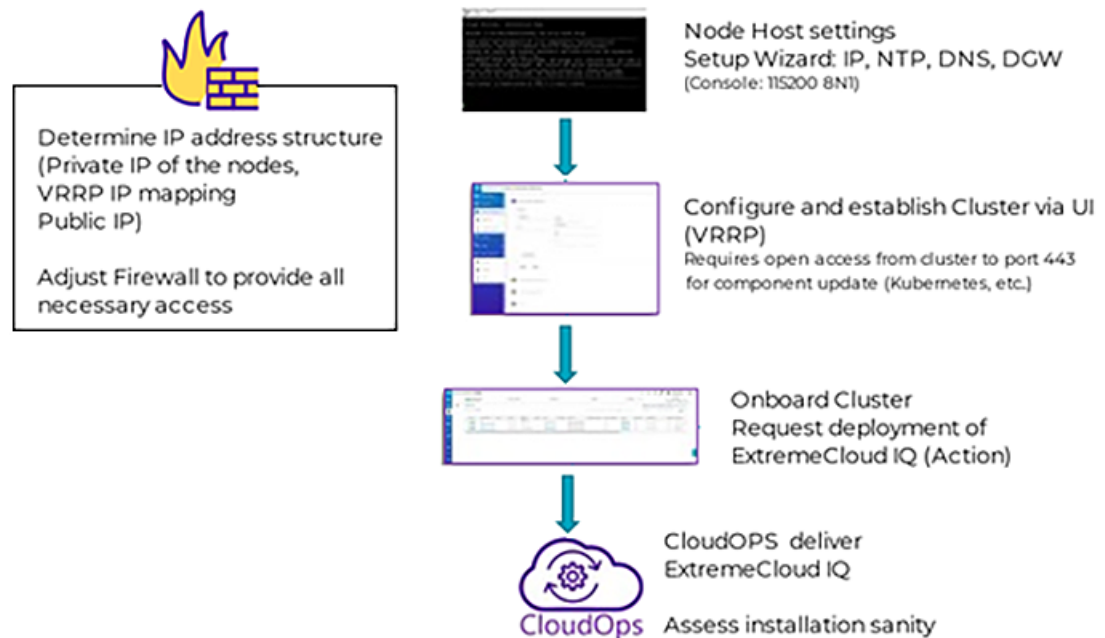 Determine IP address structure
(Private IP of the nodes,
VRRP IP mapping
Public IP)
Adjust Firewall to provide all
necessary access
Node Host settings
Setup Wizard: IP, NTP, DNS, DGW
(Console: 115200 8N1)
Configure and establish Cluster via UI
(VRRP)
Requires open access from cluster to port 443
for component update (Kubernetes, etc.)
Onboard Cluster
Request deployment of
ExtremeCloud IQ (Action)
CloudOPS deliver
ExtremeCloud IQ
CloudOps
Assess installation sanity